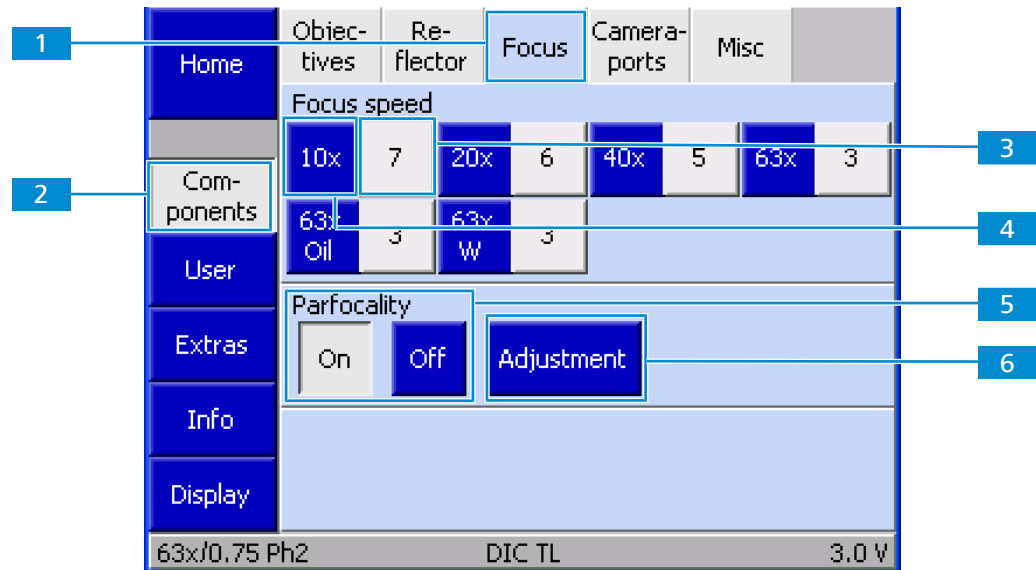 1
Home
Objec-
tives
Re-
flector
Focus
Camera-
ports
Misc
Focus speed
10x 7 20x 6 40x 5 63x 3
3
2
Com-
ponents
4
63x
Oil
3
63x
W
3
User
Parfocality
5
Extras
On Off Adjustment
6
Info
Display
63x/0.75 Ph2 DIC TL 3.0 V